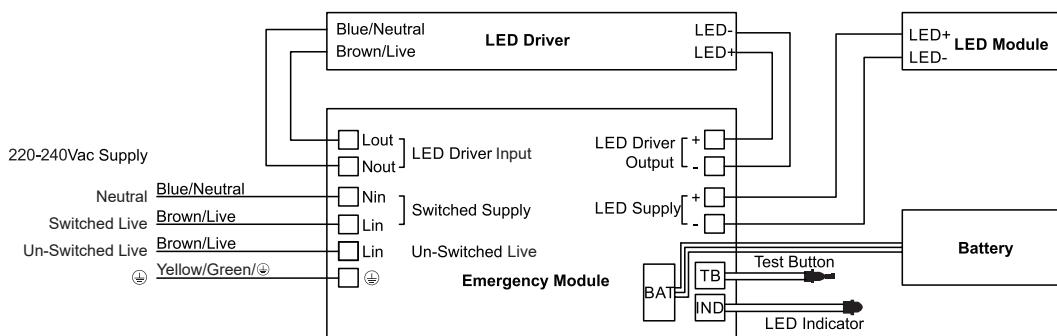 Blue/Neutral
Brown/Live
LED Driver
LED-
LED+
LED+
LED-
LED Module
220-240Vac Supply
Lout
Nout
LED Driver Input
LED Driver
Output
+
-
Neutral
Blue/Neutral
Nin
Switched Live
Brown/Live
Lin
Switched Supply
LED Supply
+
-
Un-Switched Live
Brown/Live
Lin
Un-Switched Live
Yellow/Green/⏚
Emergency Module
BAT
TB
IND
Test Button
LED Indicator
Battery